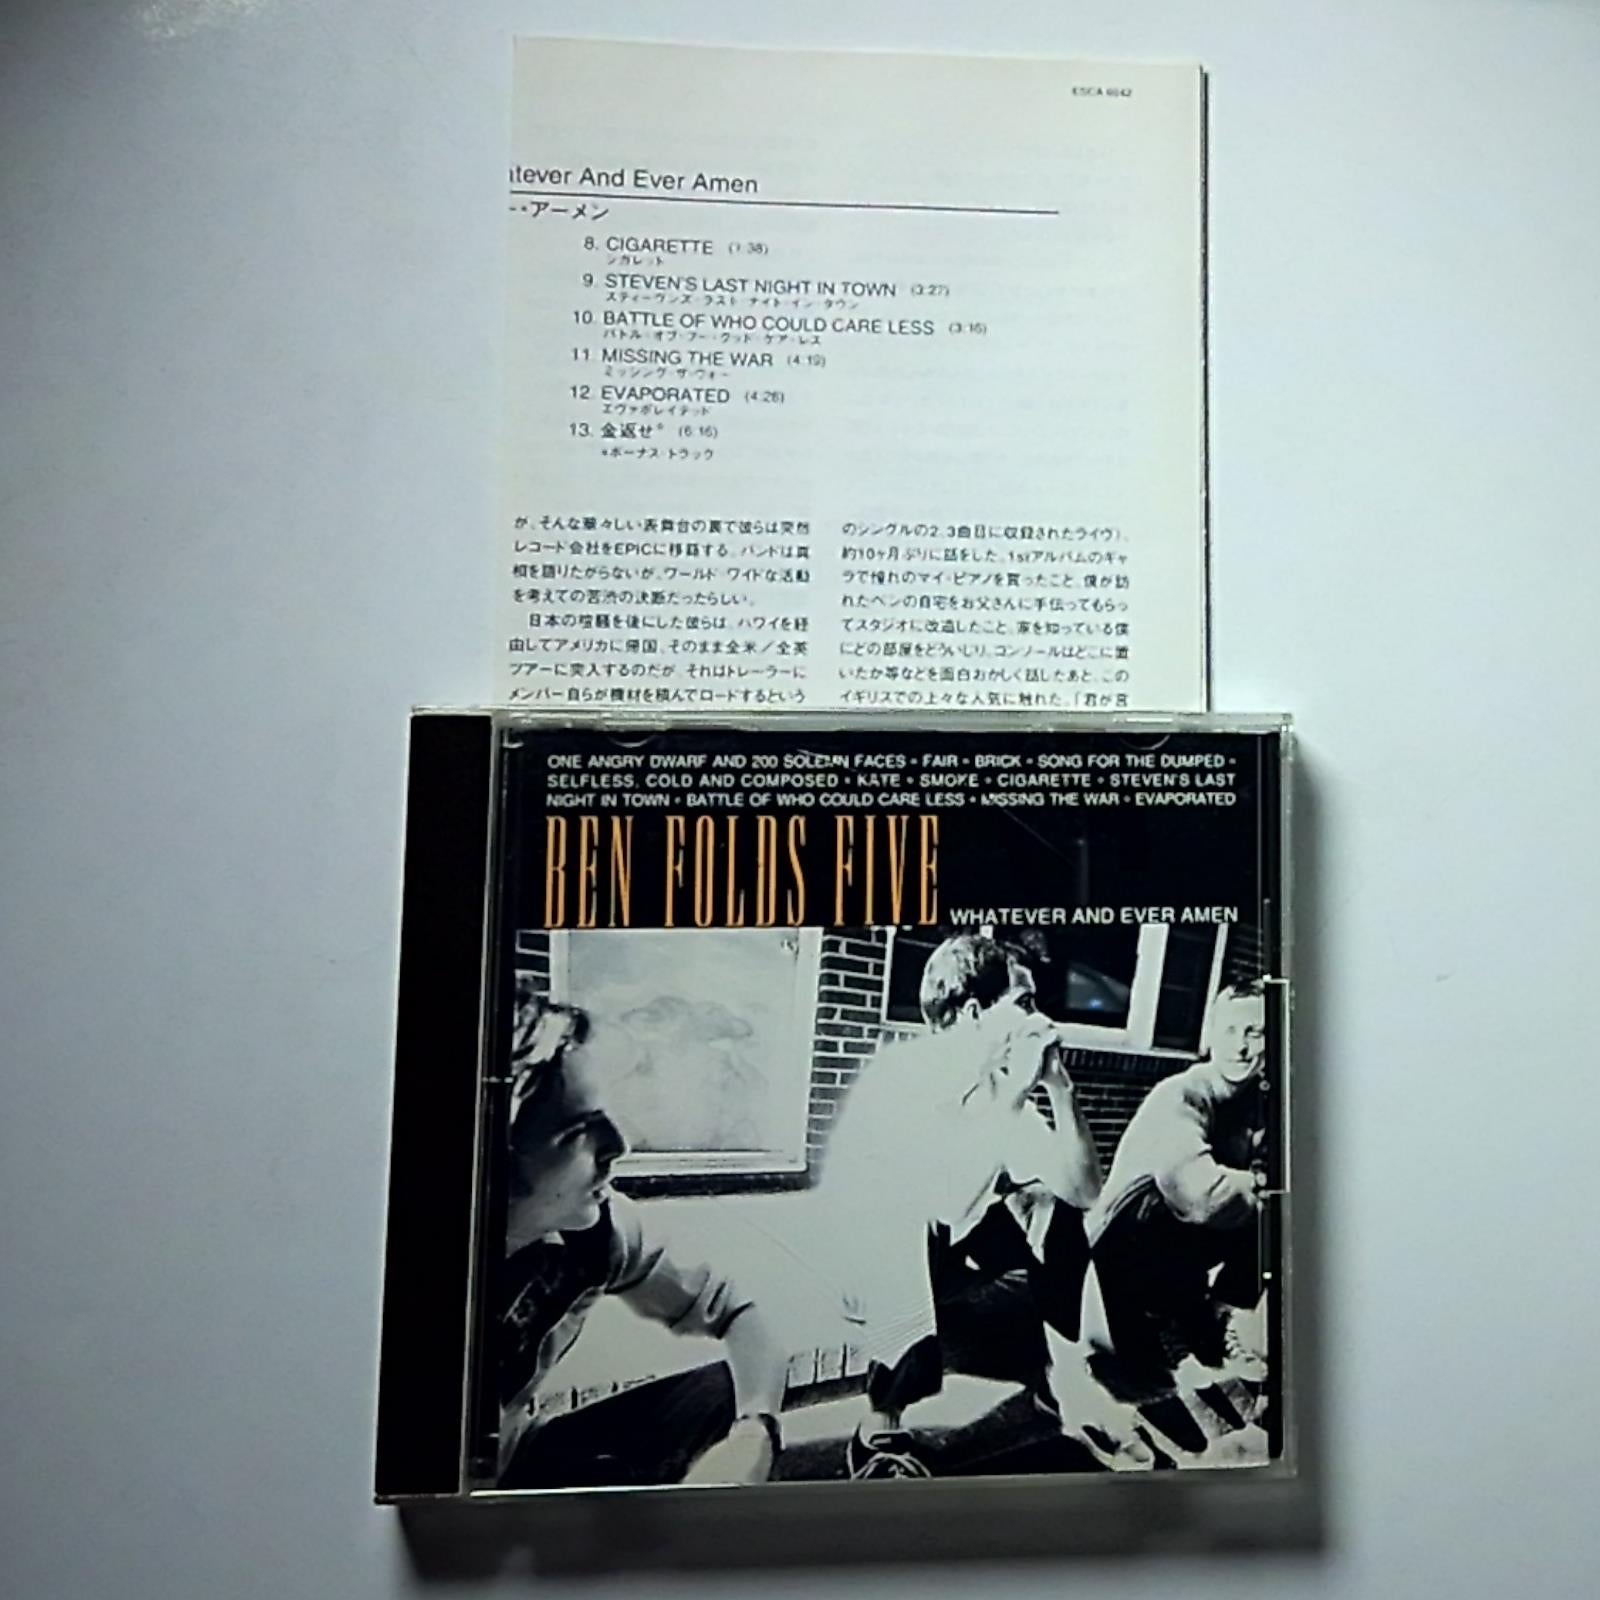 ESCA 6642
tever And Ever Amen
ー・アーメン
8. CIGARETTE (1:38)
シガレット
9. STEVEN'S LAST NIGHT IN TOWN (3:27)
スティーヴンズ・ラスト・ナイト・イン・タウン
10. BATTLE OF WHO COULD CARE LESS (3:16)
バトル・オブ・フー・クッド・ケア・レス
11. MISSING THE WAR (4:19)
ミッシング・ザ・ウォー
12. EVAPORATED (4:26)
エヴァポレイテッド
13. 金返せ* (6:16)
*ボーナス・トラック
が、そんな華々しい表舞台の裏で彼らは突然
レコード会社をEPICに移籍する。バンドは真
相を語りたがらないが、ワールド・ワイドな活動
を考えての苦渋の決断だったらしい。
日本の喧騒を後にした彼らは、ハワイを経
由してアメリカに帰国、そのまま全米／全英
ツアーに突入するのだが、それはトレーラーに
メンバー自らが機材を積んでロードするという
のシングルの2、3曲目に収録されたライヴ）、
約10ヶ月ぶりに話をした。1stアルバムのギャ
ラで憧れのマイ・ピアノを買ったこと、僕が訪
れたベンの自宅をお父さんに手伝ってもらっ
てスタジオに改造したこと、家を知っている僕
にどの部屋をどういじり、コンソールはどこに置
いたか等などを面白おかしく話したあと、この
イギリスでの上々な人気に触れた。「君が言
ONE ANGRY DWARF AND 200 SOLEMN FACES • FAIR • BRICK • SONG FOR THE DUMPED •
SELFLESS, COLD AND COMPOSED • KATE • SMOKE • CIGARETTE • STEVEN'S LAST
NIGHT IN TOWN • BATTLE OF WHO COULD CARE LESS • MISSING THE WAR • EVAPORATED
BEN FOLDS FIVE
WHATEVER AND EVER AMEN